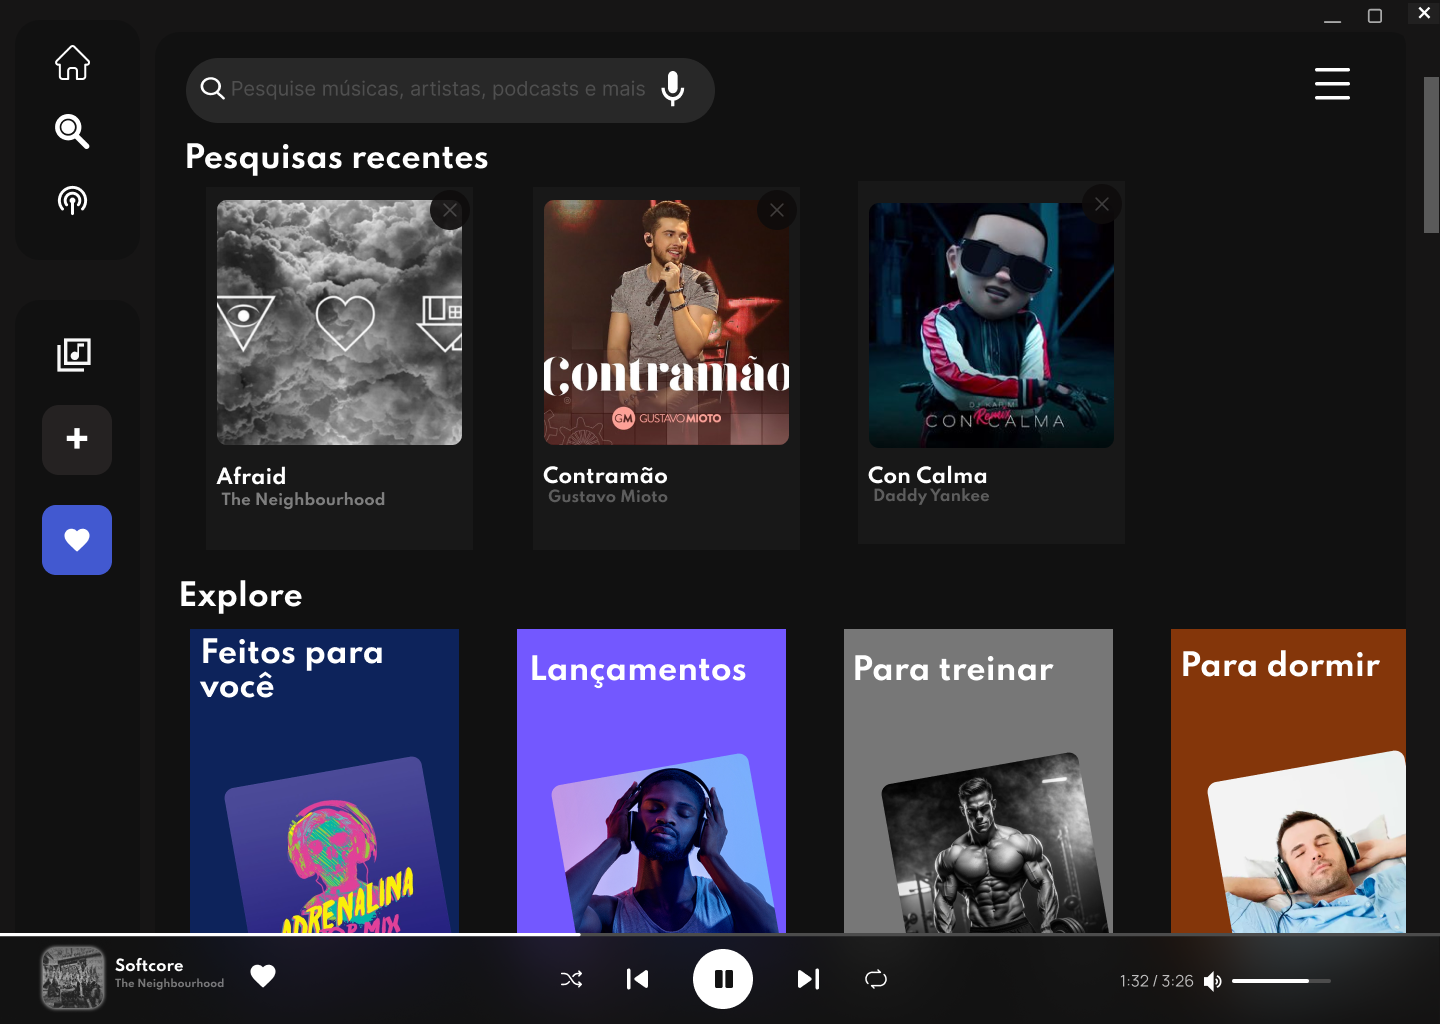 Pesquise músicas, artistas, podcasts e mais
Pesquisas recentes
Contramão
GM GUSTAVO MIOTO
DJ KAIIM
Remix
CON CALMA
Afraid
The Neighbourhood
Contramão
Gustavo Mioto
Con Calma
Daddy Yankee
Explore
Feitos para
você
Lançamentos
Para treinar
Para dormir
ADRENALINA
Softcore
The Neighbourhood
1:32 / 3:26